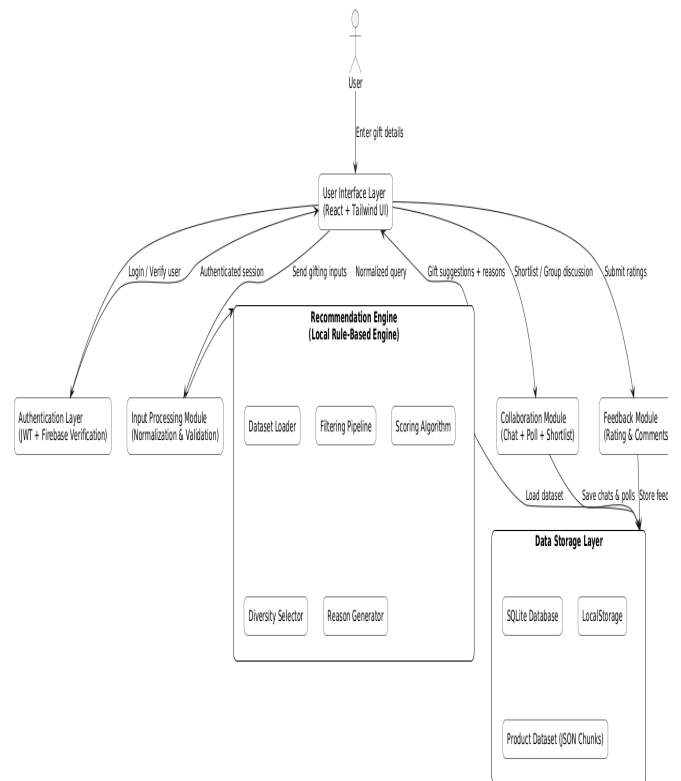 User
Enter gift details
User Interface Layer
(React + Tailwind UI)
Login / Verify user
Authenticated session
Send gifting inputs
Normalized query
Gift suggestions + reasons
Shortlist / Group discussion
Submit ratings
Recommendation Engine
(Local Rule-Based Engine)
Authentication Layer
(JWT + Firebase Verification)
Input Processing Module
(Normalization & Validation)
Dataset Loader
Filtering Pipeline
Scoring Algorithm
Collaboration Module
(Chat + Poll + Shortlist)
Feedback Module
(Rating & Comments
Load dataset
Save chats & polls
Store feed
Data Storage Layer
Diversity Selector
Reason Generator
SQLite Database
LocalStorage
Product Dataset (JSON Chunks)